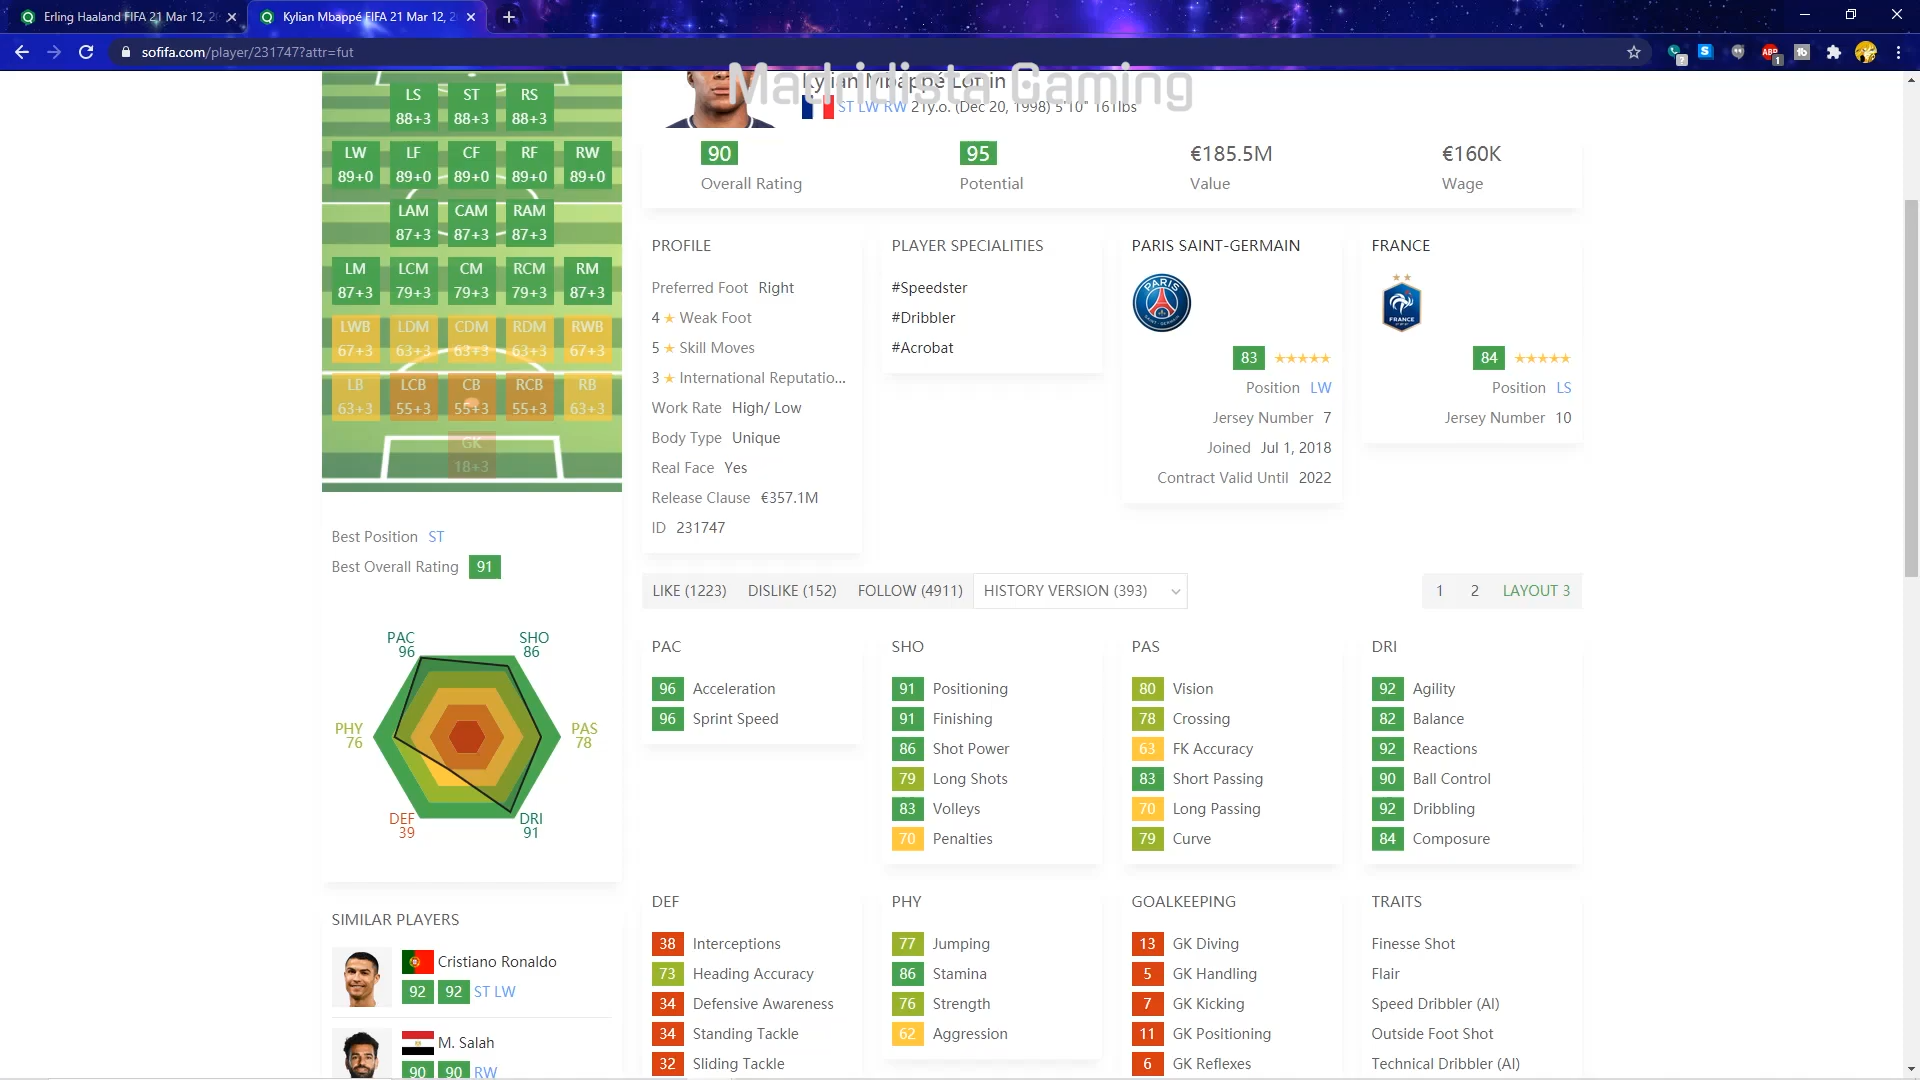 Erling Haaland FIFA 21 Mar 12, 2
Kylian Mbappé FIFA 21 Mar 12, 2
sofifa.com/player/231747?attr=fut
Madridista Gaming
Kylian Mbappé Lottin
ST LW RW 21y.o. (Dec 20, 1998) 5'10" 161lbs
LS ST RS
88+3 88+3 88+3
LW LF CF RF RW
89+0 89+0 89+0 89+0 89+0
LAM CAM RAM
87+3 87+3 87+3
LM LCM CM RCM RM
87+3 79+3 79+3 79+3 87+3
LWB LDM CDM RDM RWB
67+3 63+3 63+3 63+3 67+3
LB LCB CB RCB RB
63+3 55+3 55+3 55+3 63+3
GK
18+3
Best Position ST
Best Overall Rating 91
PAC
96
SHO
86
PHY
76
PAS
78
DEF
39
DRI
91
SIMILAR PLAYERS
Cristiano Ronaldo
92 92 ST LW
M. Salah
90 90 RW
90 95 €185.5M €160K
Overall Rating Potential Value Wage
PROFILE
Preferred Foot Right
4 ★ Weak Foot
5 ★ Skill Moves
3 ★ International Reputatio...
Work Rate High/ Low
Body Type Unique
Real Face Yes
Release Clause €357.1M
ID 231747
PLAYER SPECIALITIES
#Speedster
#Dribbler
#Acrobat
PARIS SAINT-GERMAIN
PARIS
83 ★★★★★
Position LW
Jersey Number 7
Joined Jul 1, 2018
Contract Valid Until 2022
FRANCE
FRANCE
84 ★★★★★
Position LS
Jersey Number 10
LIKE (1223) DISLIKE (152) FOLLOW (4911) HISTORY VERSION (393) 1 2 LAYOUT 3
PAC
96 Acceleration
96 Sprint Speed
SHO
91 Positioning
91 Finishing
86 Shot Power
79 Long Shots
83 Volleys
70 Penalties
PAS
80 Vision
78 Crossing
63 FK Accuracy
83 Short Passing
70 Long Passing
79 Curve
DRI
92 Agility
82 Balance
92 Reactions
90 Ball Control
92 Dribbling
84 Composure
DEF
38 Interceptions
73 Heading Accuracy
34 Defensive Awareness
34 Standing Tackle
32 Sliding Tackle
PHY
77 Jumping
86 Stamina
76 Strength
62 Aggression
GOALKEEPING
13 GK Diving
5 GK Handling
7 GK Kicking
11 GK Positioning
6 GK Reflexes
TRAITS
Finesse Shot
Flair
Speed Dribbler (AI)
Outside Foot Shot
Technical Dribbler (AI)